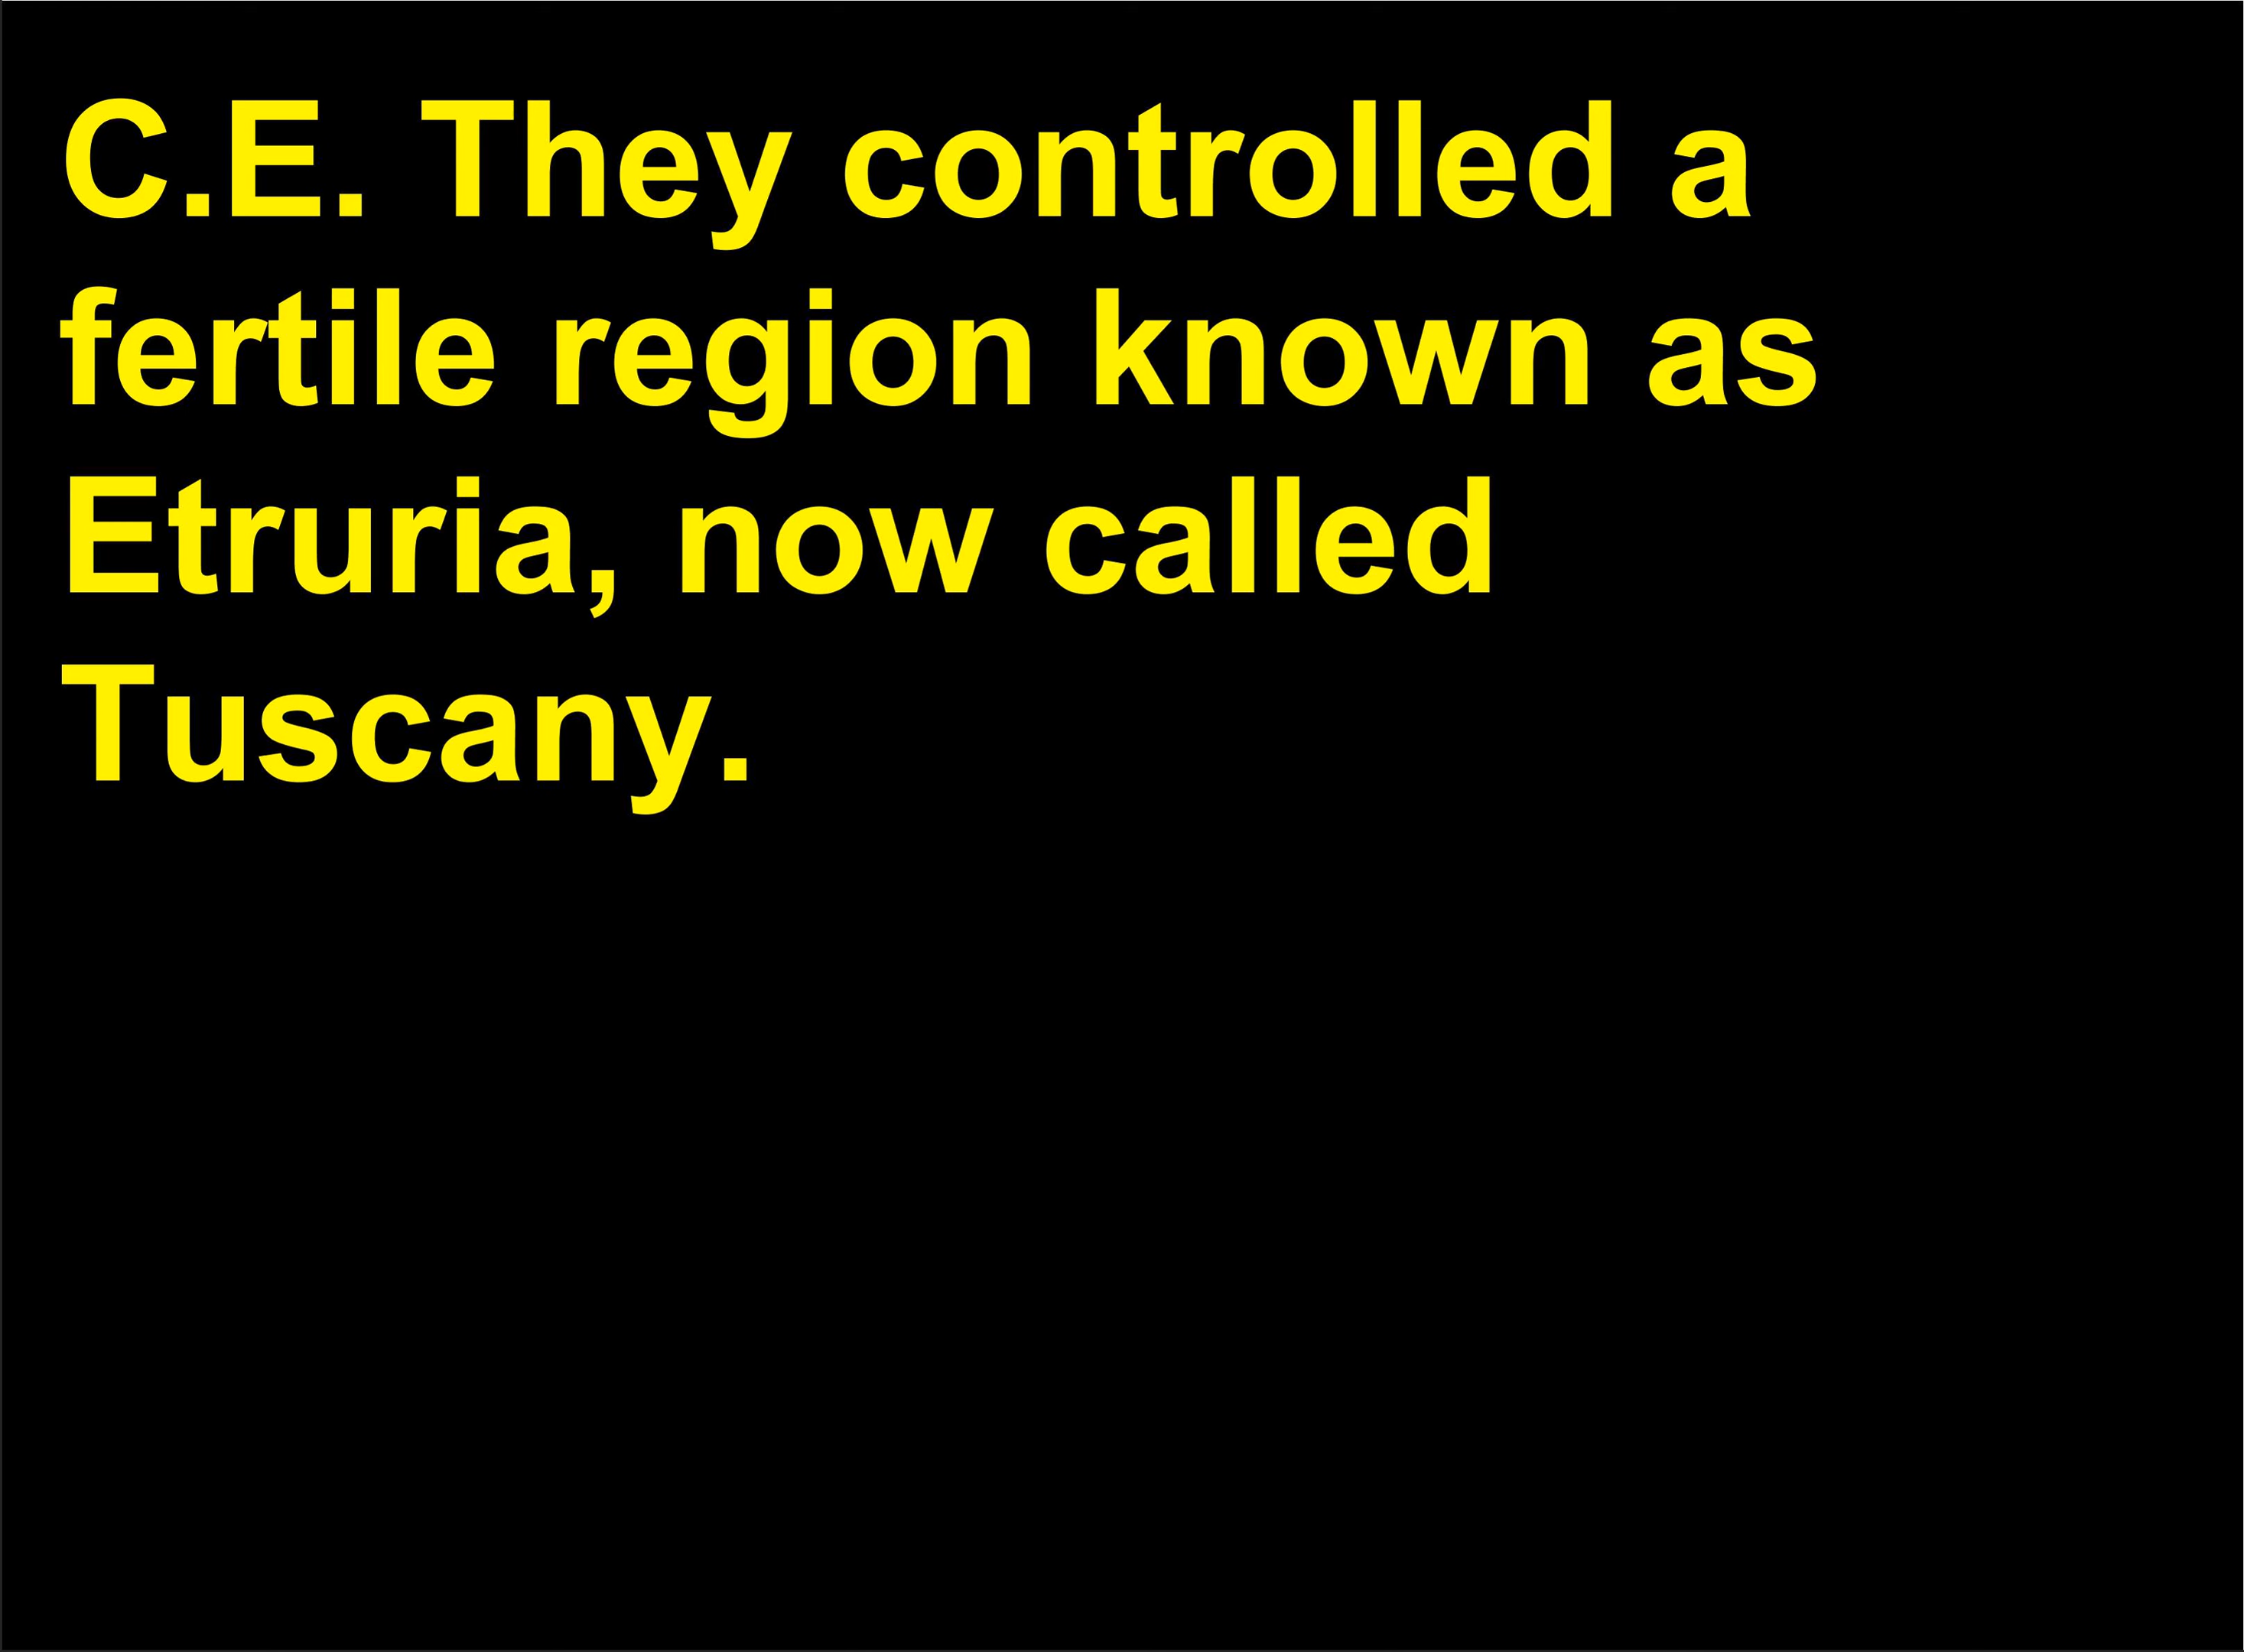 C.E. They controlled a
fertile region known as
Etruria, now called
Tuscany.